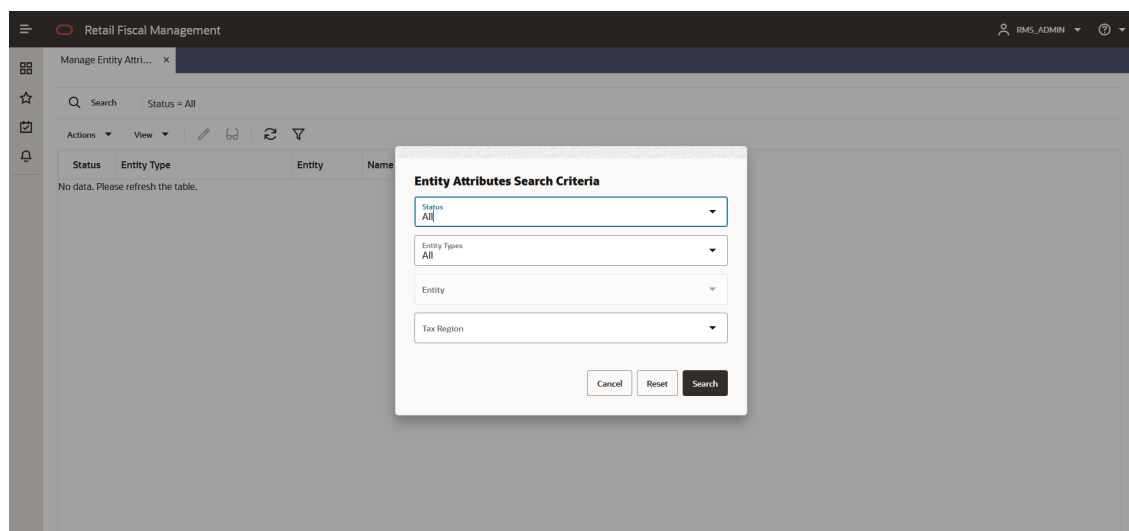 Retail Fiscal Management
RMS_ADMIN
Manage Entity Attri... ×
Search Status = All
Actions View
Status Entity Type Entity Name
No data. Please refresh the table.
Entity Attributes Search Criteria
Status
All
Entity Types
All
Entity
Tax Region
Cancel Reset Search